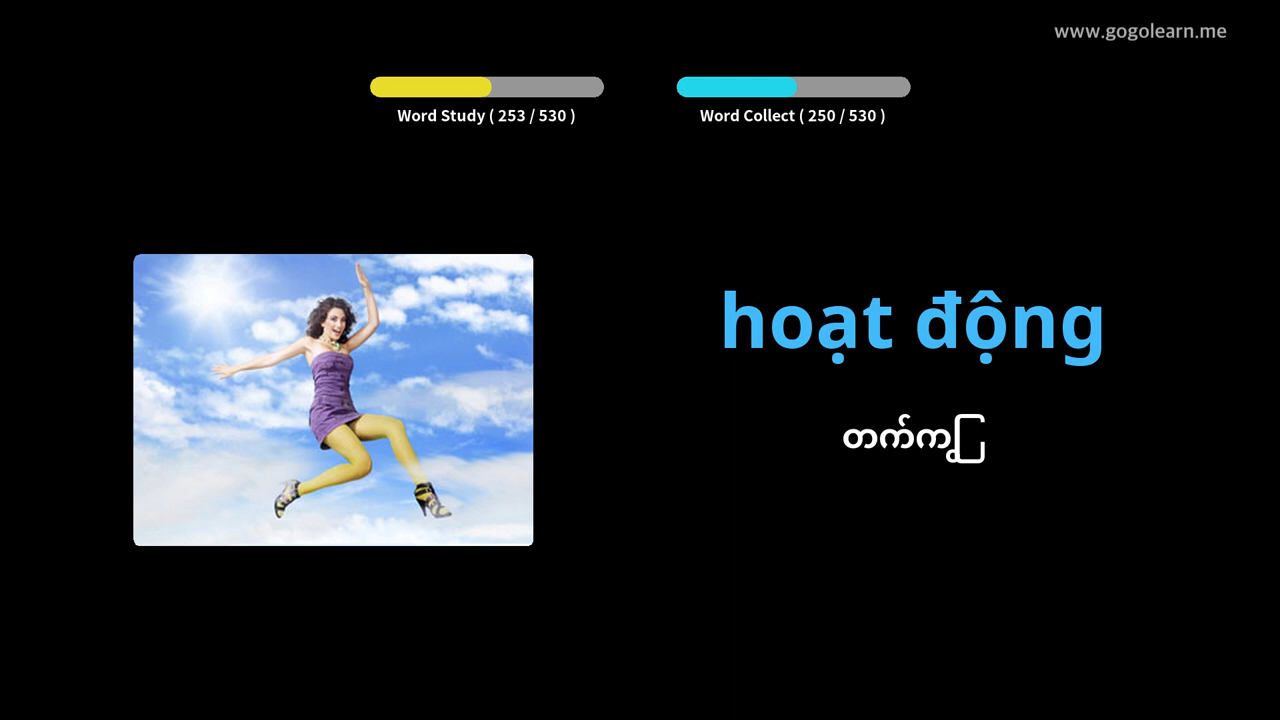 www.gogolearn.me
Word Study ( 253 / 530 )
Word Collect ( 250 / 530 )
hoạt động
တက်ကွြ